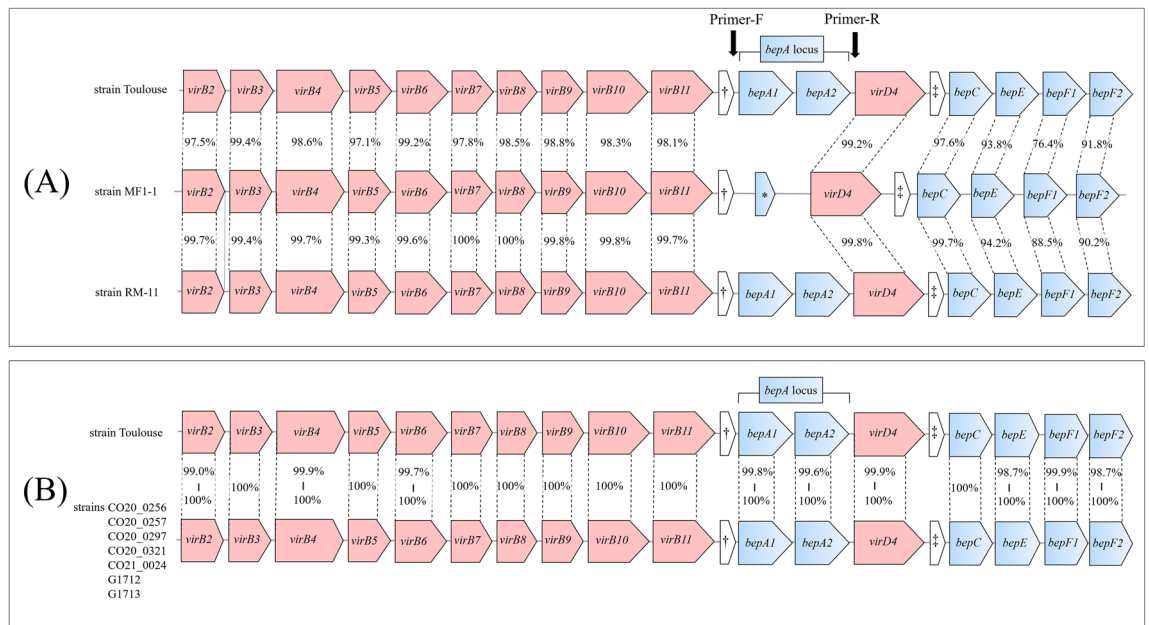 Primer-F Primer-R
bepA locus
strain Toulouse virB2 virB3 virB4 virB5 virB6 virB7 virB8 virB9 virB10 virB11 † bepA1 bepA2 virD4 ‡ bepC bepE bepF1 bepF2
97.5% 99.4% 98.6% 97.1% 99.2% 97.8% 98.5% 98.8% 98.3% 98.1% 99.2% 97.6% 93.8% 76.4% 91.8%
(A)
strain MF1-1 virB2 virB3 virB4 virB5 virB6 virB7 virB8 virB9 virB10 virB11 † * virD4 ‡ bepC bepE bepF1 bepF2
99.7% 99.4% 99.7% 99.3% 99.6% 100% 100% 99.8% 99.8% 99.7% 99.8% 99.7% 94.2% 88.5% 90.2%
strain RM-11 virB2 virB3 virB4 virB5 virB6 virB7 virB8 virB9 virB10 virB11 † bepA1 bepA2 virD4 ‡ bepC bepE bepF1 bepF2
bepA locus
strain Toulouse virB2 virB3 virB4 virB5 virB6 virB7 virB8 virB9 virB10 virB11 † bepA1 bepA2 virD4 ‡ bepC bepE bepF1 bepF2
99.0% 99.9% 99.7% 99.8% 99.6% 99.9% 98.7% 99.9% 98.7%
(B)
100% 100% 100% 100% 100% 100% 100% 100%
100% 100% 100% 100% 100% 100% 100% 100% 100%
strains CO20_0256
CO20_0257
CO20_0297
CO20_0321
CO21_0024
G1712
G1713
virB2 virB3 virB4 virB5 virB6 virB7 virB8 virB9 virB10 virB11 † bepA1 bepA2 virD4 ‡ bepC bepE bepF1 bepF2